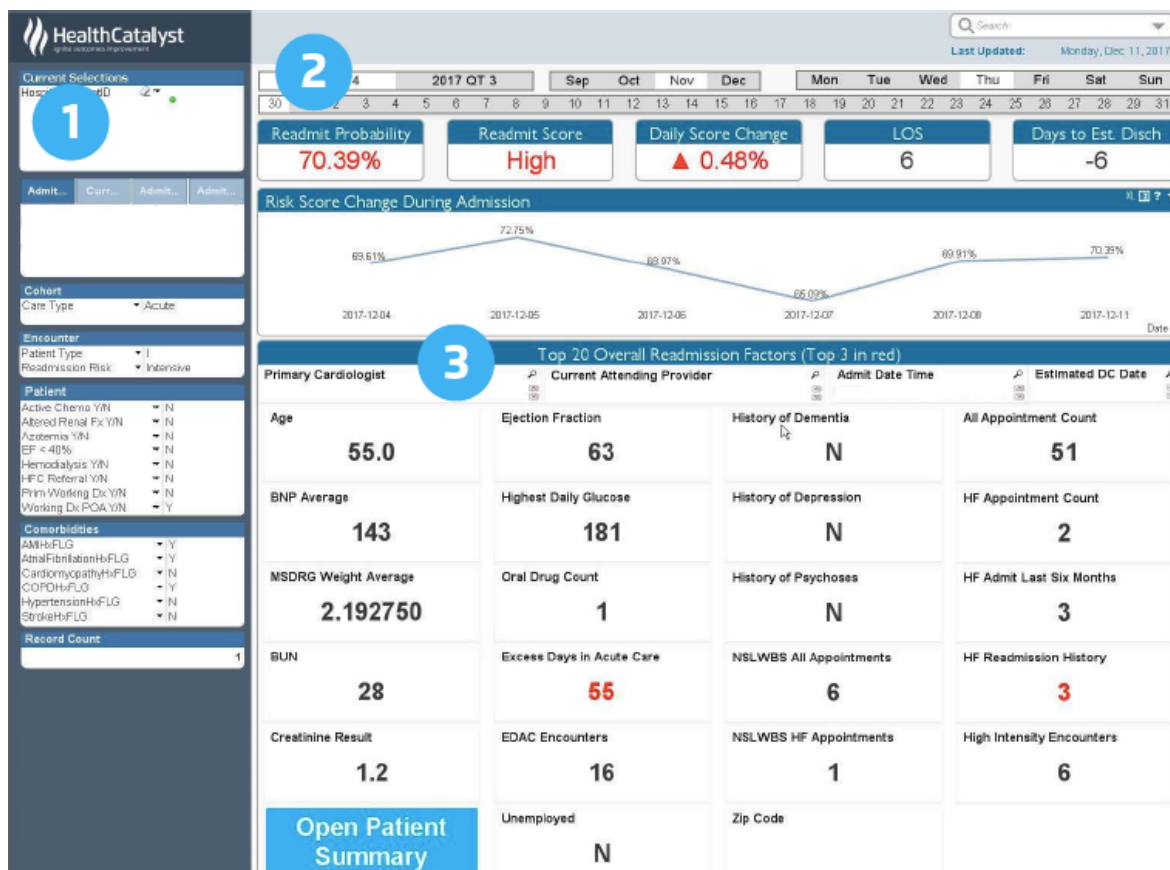 HealthCatalyst
ignite outcomes improvement
Search
Last Updated: Monday, Dec 11, 2017
Current Selections
1
2
4 2017 QT 3 Sep Oct Nov Dec Mon Tue Wed Thu Fri Sat Sun
30 2 3 4 5 6 7 8 9 10 11 12 13 14 15 16 17 18 19 20 21 22 23 24 25 26 27 28 29 31
Readmit Probability Readmit Score Daily Score Change LOS Days to Est. Disch
70.39% High ▲ 0.48% 6 -6
Admit... Curr... Admit... Admit...
Risk Score Change During Admission
69.61% 72.75% 68.97% 65.09% 69.91% 70.39%
2017-12-04 2017-12-05 2017-12-06 2017-12-07 2017-12-08 2017-12-11
Date
Cohort
Care Type Acute
Encounter
Patient Type I
Readmission Risk Intensive
Patient
Active Chemo Y/N N
Altered Renal Fx Y/N N
Azotemia Y/N N
EF < 40% N
Hemodialysis Y/N N
HFC Referral Y/N N
Prim Working Dx Y/N N
Working Dx POA Y/N Y
Comorbidities
AMIHxFLG Y
AtrialFibrillationHxFLG Y
CardiomyopathyHxFLG N
COPDHxFLG Y
HypertensionHxFLG N
StrokeHxFLG N
Record Count
1
3
Top 20 Overall Readmission Factors (Top 3 in red)
Primary Cardiologist Current Attending Provider Admit Date Time Estimated DC Date
Age Ejection Fraction History of Dementia All Appointment Count
55.0 63 N 51
BNP Average Highest Daily Glucose History of Depression HF Appointment Count
143 181 N 2
MSDRG Weight Average Oral Drug Count History of Psychoses HF Admit Last Six Months
2.192750 1 N 3
BUN Excess Days in Acute Care NSLWBS All Appointments HF Readmission History
28 55 6 3
Creatinine Result EDAC Encounters NSLWBS HF Appointments High Intensity Encounters
1.2 16 1 6
Open Patient Summary Unemployed Zip Code
N